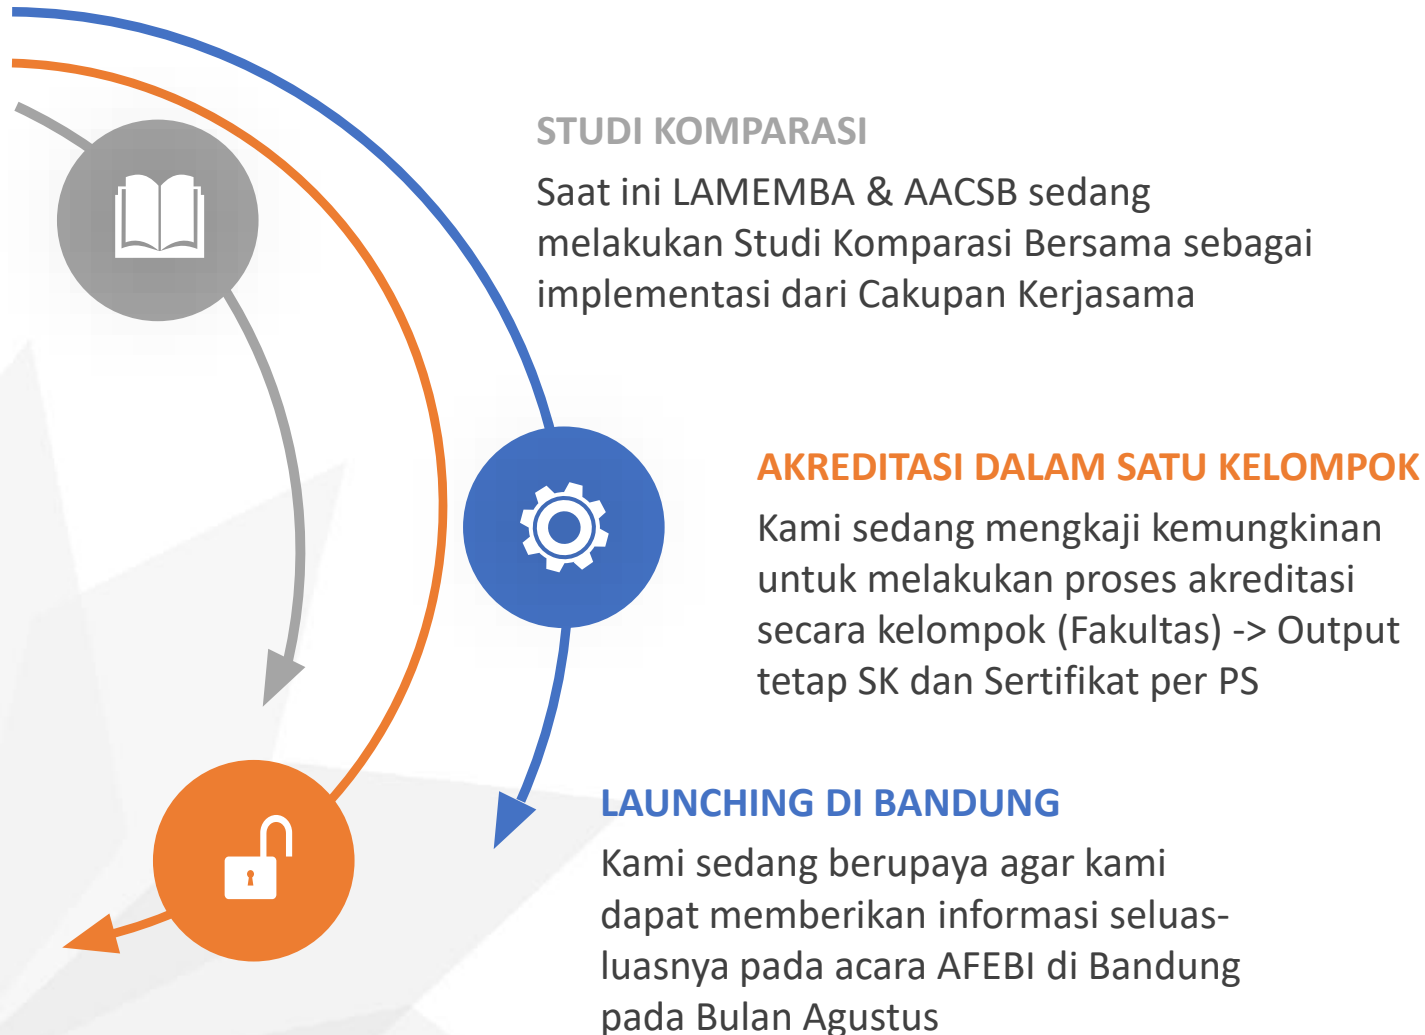 STUDI KOMPARASI
Saat ini LAMEMBA & AACSB sedang
melakukan Studi Komparasi Bersama sebagai
implementasi dari Cakupan Kerjasama
AKREDITASI DALAM SATU KELOMPOK
Kami sedang mengkaji kemungkinan
untuk melakukan proses akreditasi
secara kelompok (Fakultas) -> Output
tetap SK dan Sertifikat per PS
LAUNCHING DI BANDUNG
Kami sedang berupaya agar kami
dapat memberikan informasi seluas-
luasnya pada acara AFEBI di Bandung
pada Bulan Agustus